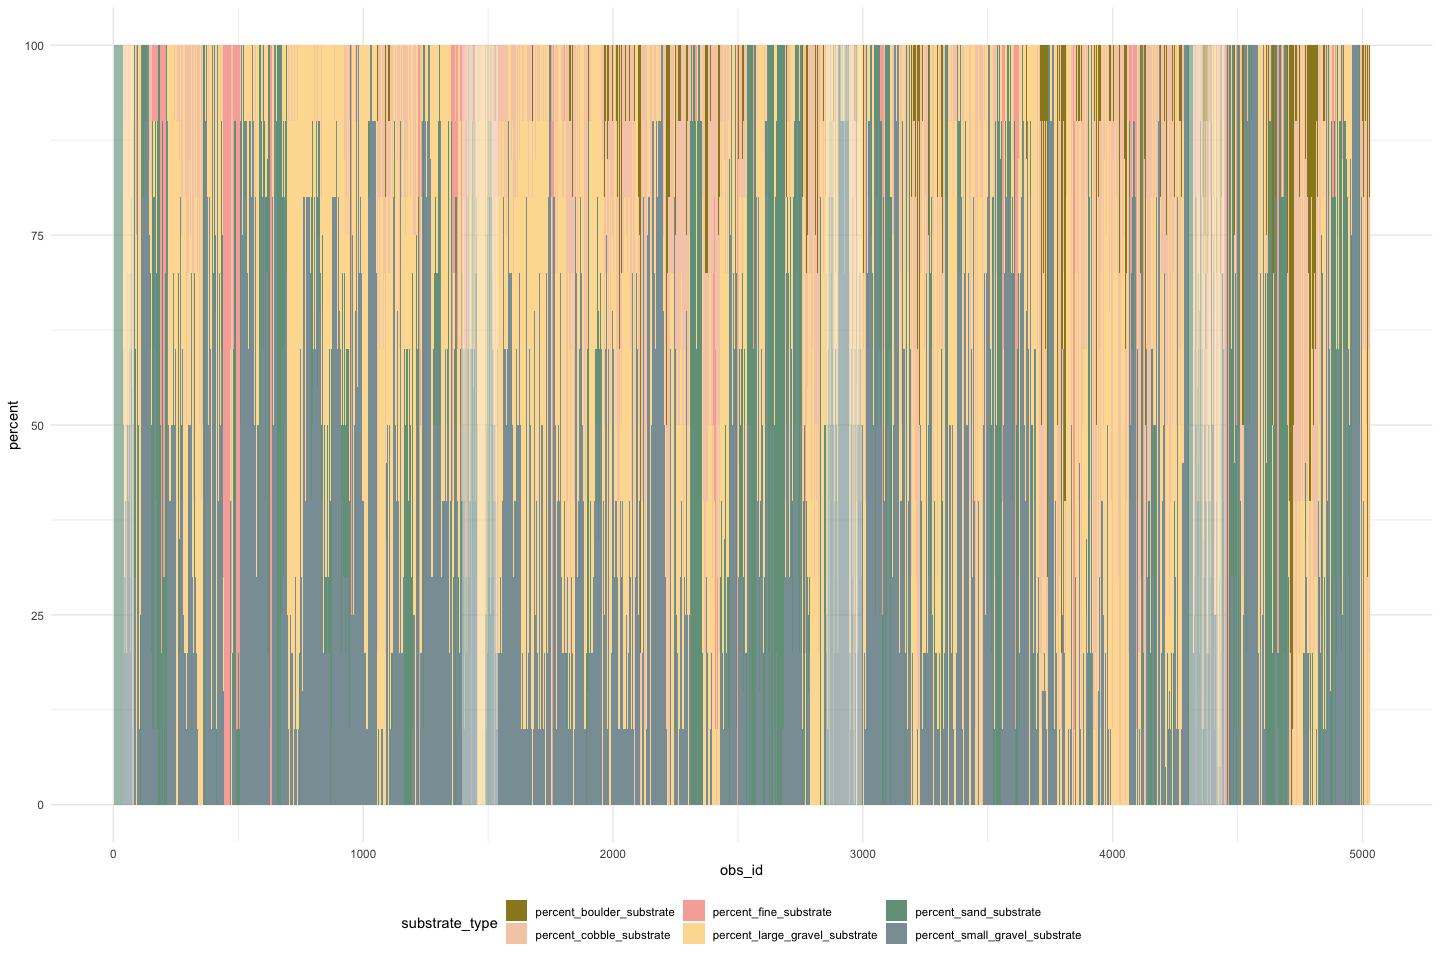 100
75
50
25
0
percent
0 1000 2000 3000 4000 5000
obs_id
substrate_type
percent_boulder_substrate percent_fine_substrate percent_sand_substrate
percent_cobble_substrate percent_large_gravel_substrate percent_small_gravel_substrate